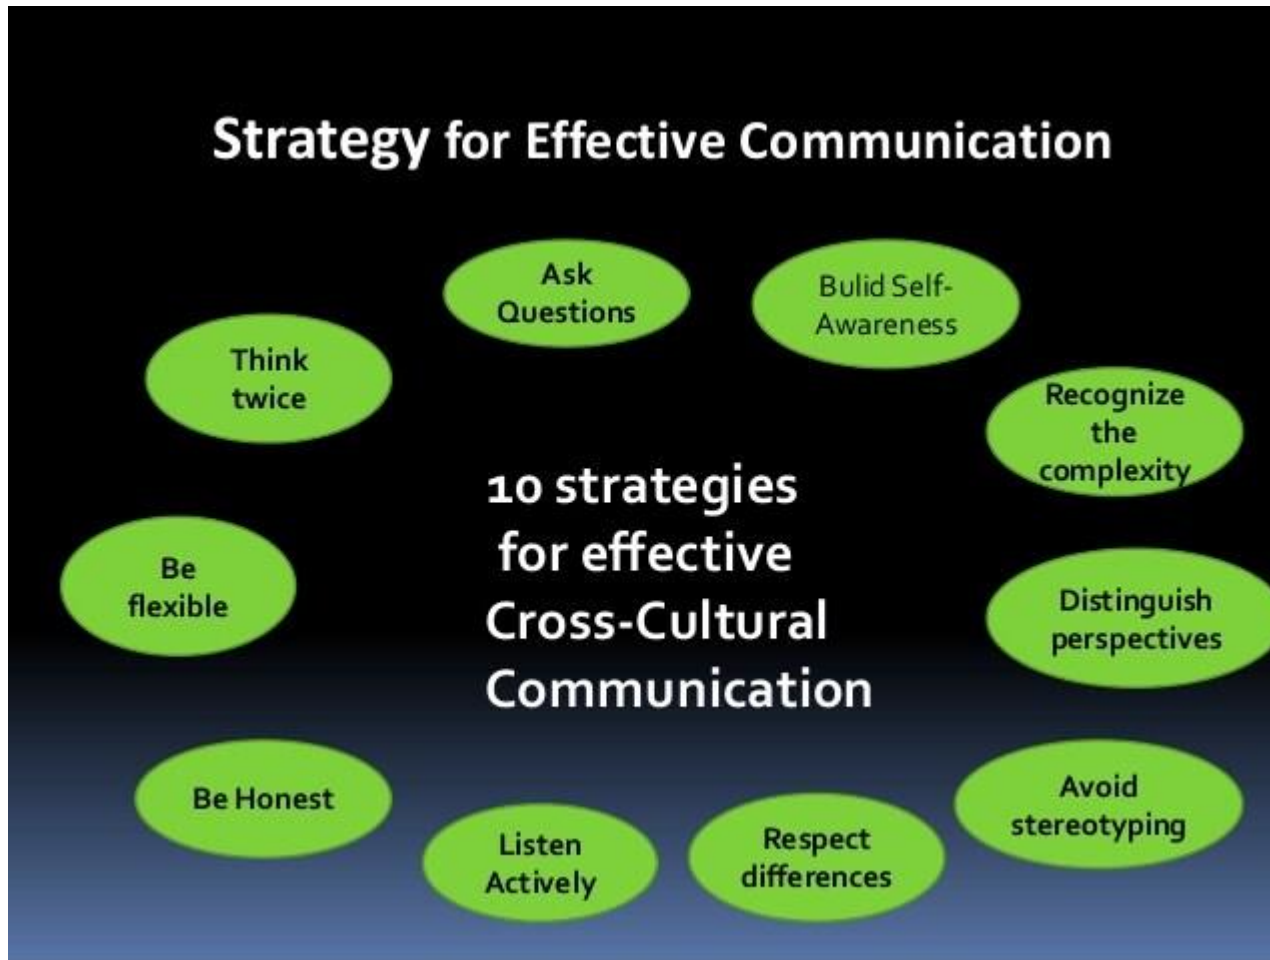 Strategy for Effective Communication
Ask
Questions
Bulid Self-
Awareness
Think
twice
Recognize
the
complexity
10 strategies
for effective
Cross-Cultural
Communication
Be
flexible
Distinguish
perspectives
Be Honest
Avoid
stereotyping
Listen
Actively
Respect
differences